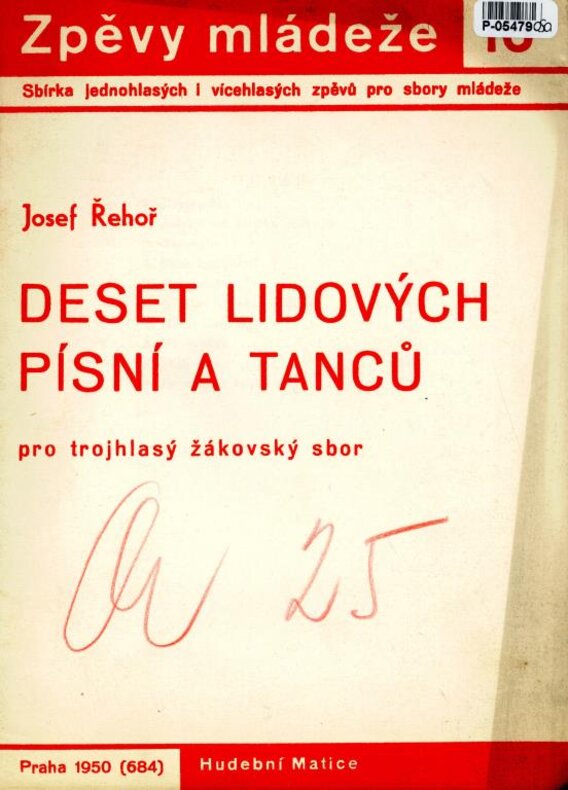 Zpěvy mládeže
P-05479
Sbírka jednohlasých i vícehlasých zpěvů pro sbory mládeže
Josef Řehoř
DESET LIDOVÝCH
PÍSNÍ A TANCŮ
pro trojhlasý žákovský sbor
25
Praha 1950 (684)
Hudební Matice